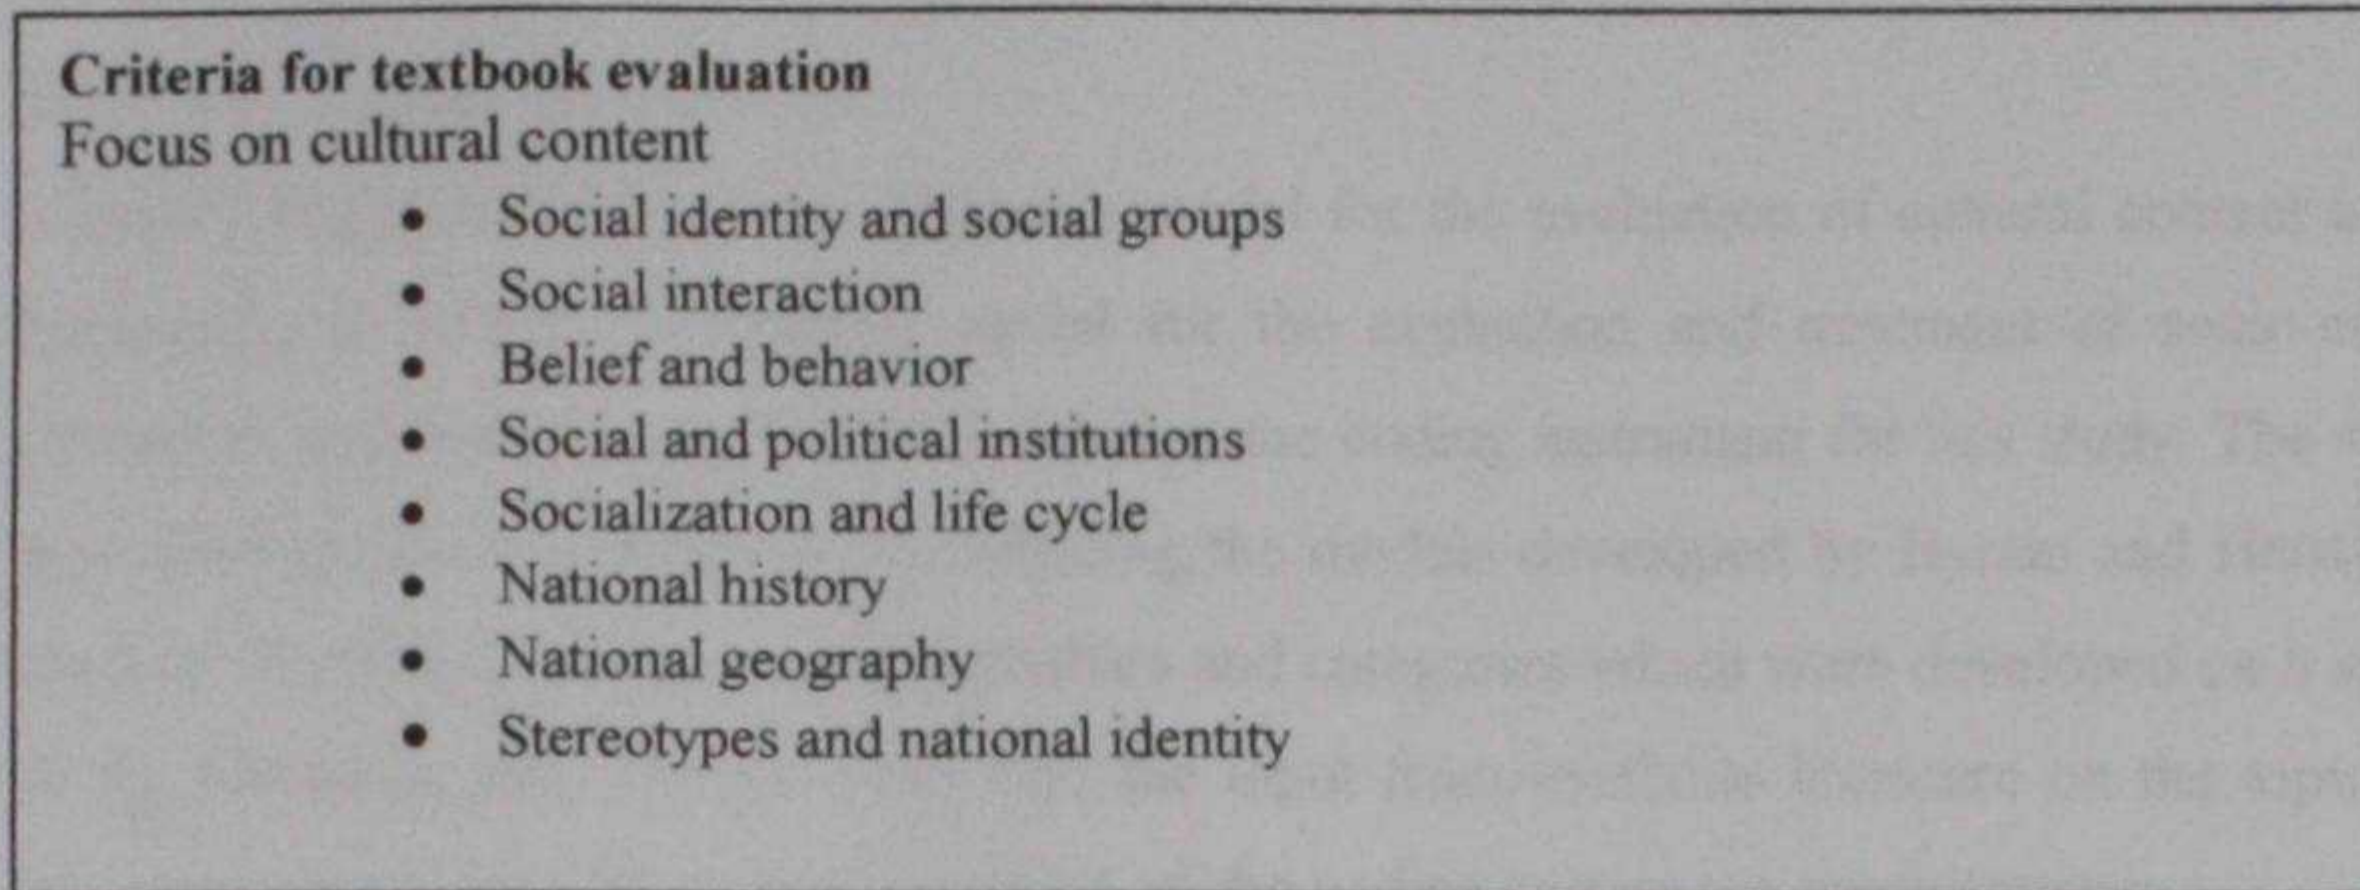 Criteria for textbook evaluation
Focus on cultural content
• Social identity and social groups
• Social interaction
• Belief and behavior
• Social and political institutions
• Socialization and life cycle
• National history
• National geography
• Stereotypes and national identity